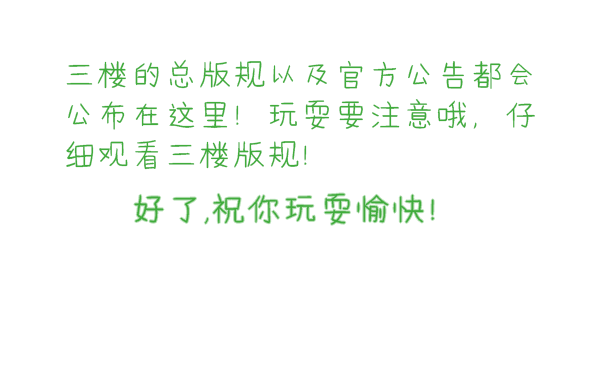 三楼的总版规以及官方公告都会
公布在这里！玩耍要注意哦，仔
细观看三楼版规!
好了,祝你玩耍愉快!